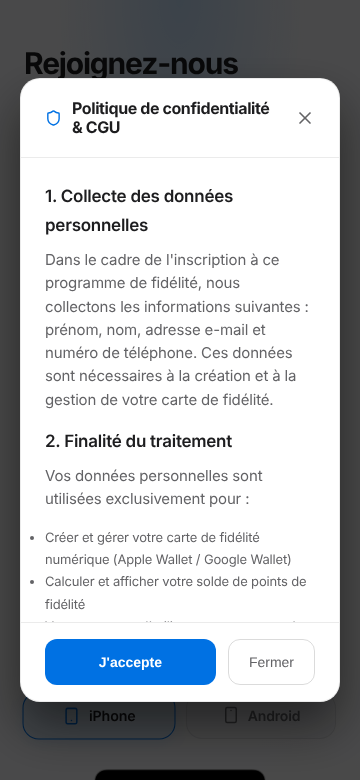 Rejoignez-nous
Politique de confidentialité
& CGU
1. Collecte des données
personnelles
Dans le cadre de l'inscription à ce
programme de fidélité, nous
collectons les informations suivantes :
prénom, nom, adresse e-mail et
numéro de téléphone. Ces données
sont nécessaires à la création et à la
gestion de votre carte de fidélité.
2. Finalité du traitement
Vos données personnelles sont
utilisées exclusivement pour :
• Créer et gérer votre carte de fidélité
numérique (Apple Wallet / Google Wallet)
• Calculer et afficher votre solde de points de
fidélité
J'accepte
Fermer
iPhone
Android